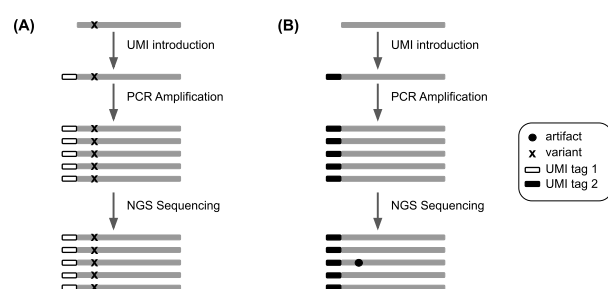 (A)
x
UMI introduction
x
PCR Amplification
x
x
x
x
x
NGS Sequencing
x
x
x
x
x
(B)
UMI introduction
PCR Amplification
NGS Sequencing
artifact
x variant
UMI tag 1
UMI tag 2